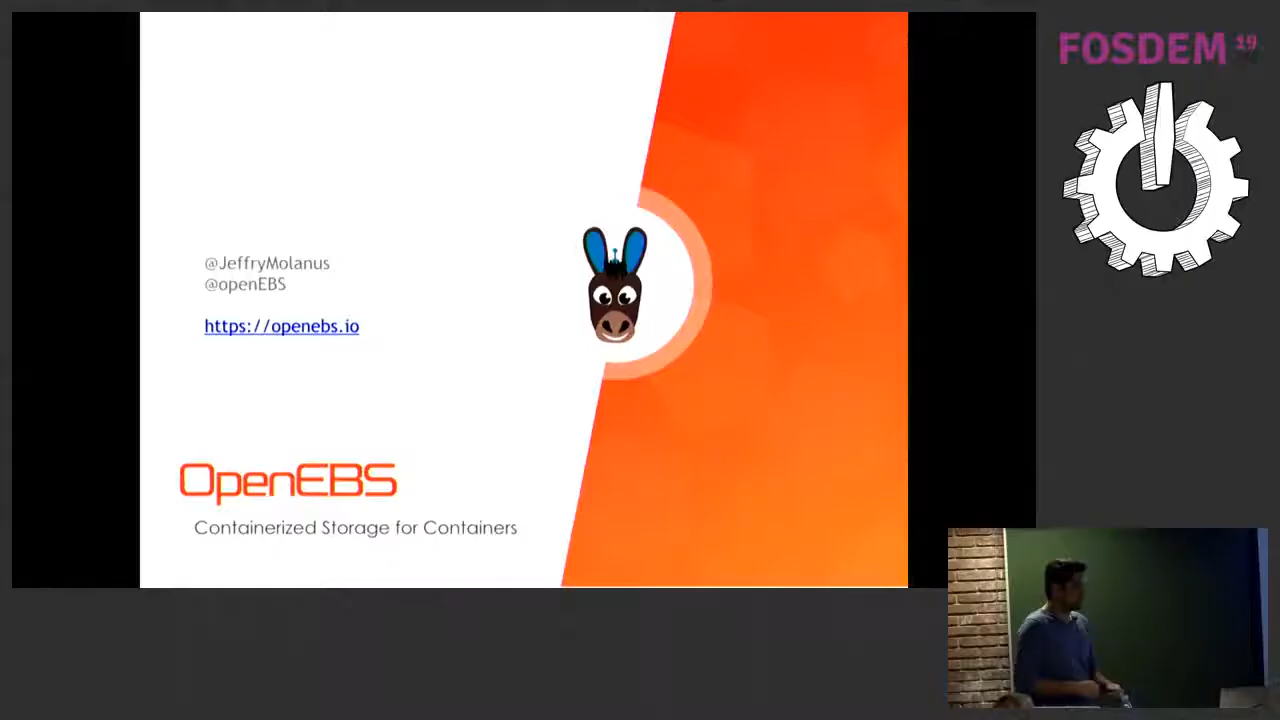 FOSDEM 19
@JeffryMolanus
@openEBS
https://openebs.io
OpenEBS
Containerized Storage for Containers